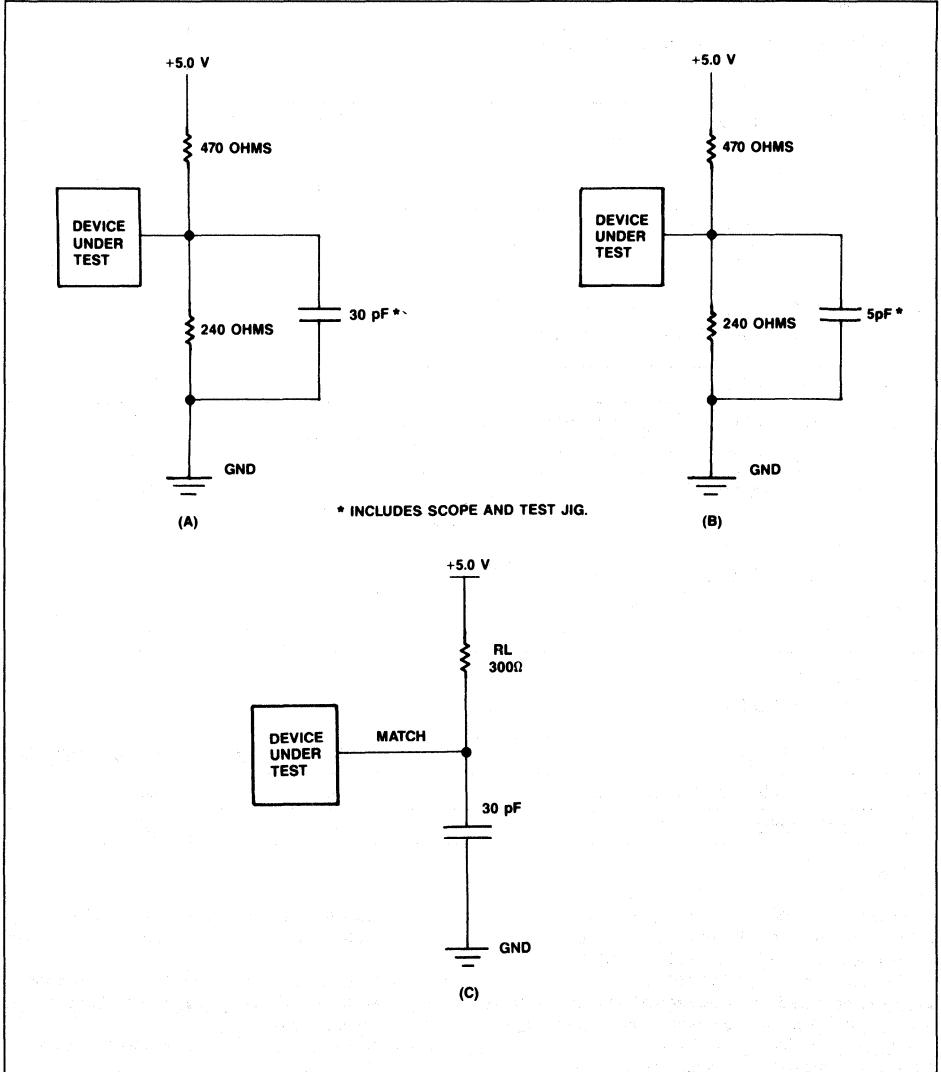 +5.0 V
470 OHMS
DEVICE
UNDER
TEST
30 pF *
240 OHMS
GND
(A)
+5.0 V
470 OHMS
DEVICE
UNDER
TEST
5pF *
240 OHMS
GND
(B)
* INCLUDES SCOPE AND TEST JIG.
+5.0 V
RL
300Ω
DEVICE
UNDER
TEST
MATCH
30 pF
GND
(C)